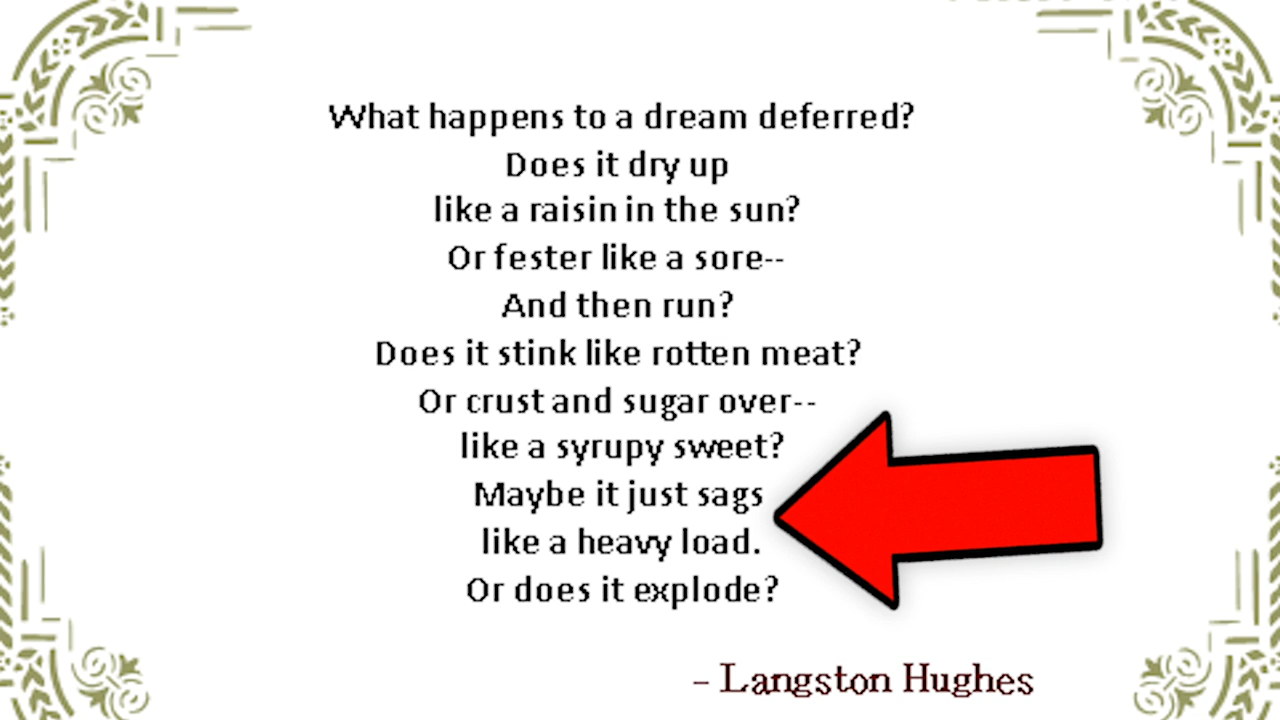 What happens to a dream deferred?
Does it dry up
like a raisin in the sun?
Or fester like a sore--
And then run?
Does it stink like rotten meat?
Or crust and sugar over--
like a syrupy sweet?
Maybe it just sags
like a heavy load.
Or does it explode?
– Langston Hughes